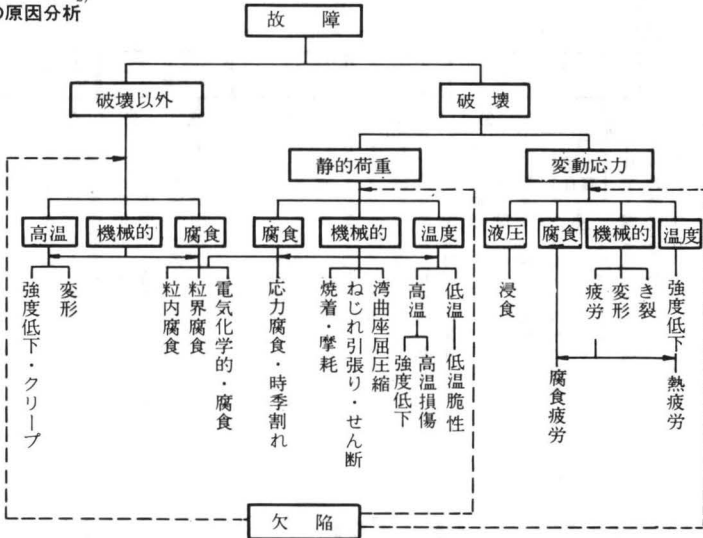 の原因分析
故障
破壊以外
破壊
静的荷重
変動応力
高温
機械的
腐食
腐食
機械的
温度
液圧
腐食
機械的
温度
強度低下・クリープ
変形
粒内腐食
粒界腐食
電気化学的・腐食
応力腐食・時季割れ
焼着・摩耗
ねじれ引張り・せん断
湾曲座屈圧縮
高温
強度低下
高温損傷
低温
低温脆性
浸食
腐食疲労
疲労
変形
き裂
強度低下
熱疲労
欠陥